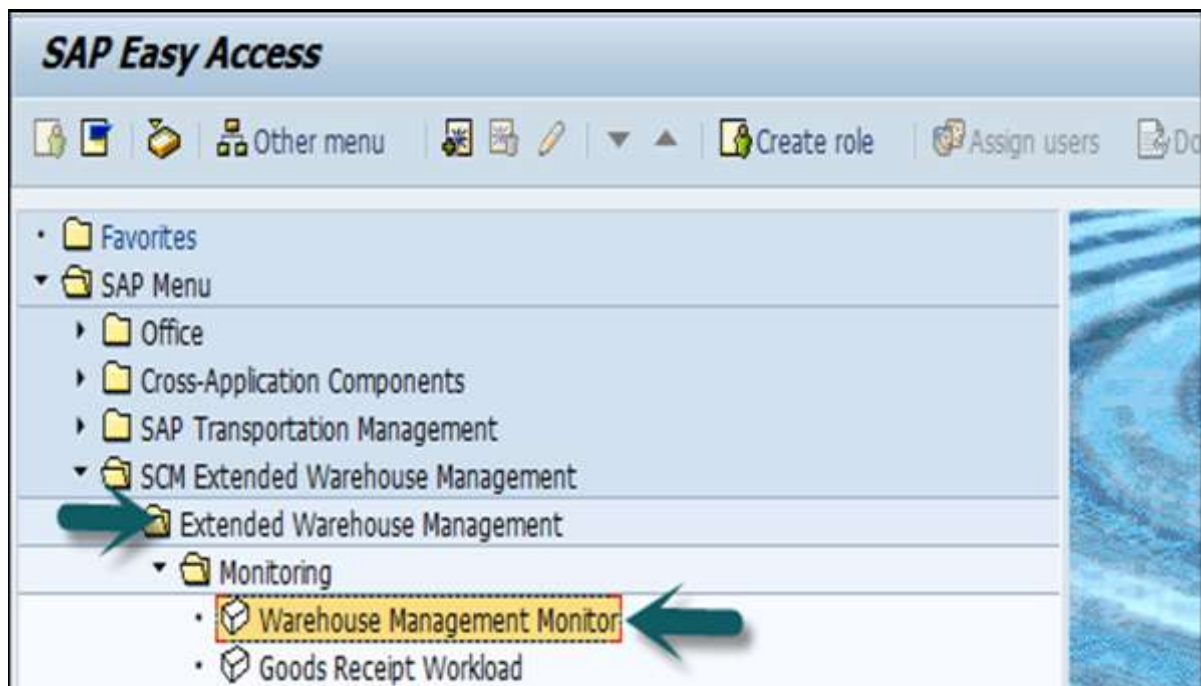 SAP Easy Access
Other menu Create role Assign users Do
Favorites
SAP Menu
Office
Cross-Application Components
SAP Transportation Management
SCM Extended Warehouse Management
Extended Warehouse Management
Monitoring
Warehouse Management Monitor
Goods Receipt Workload